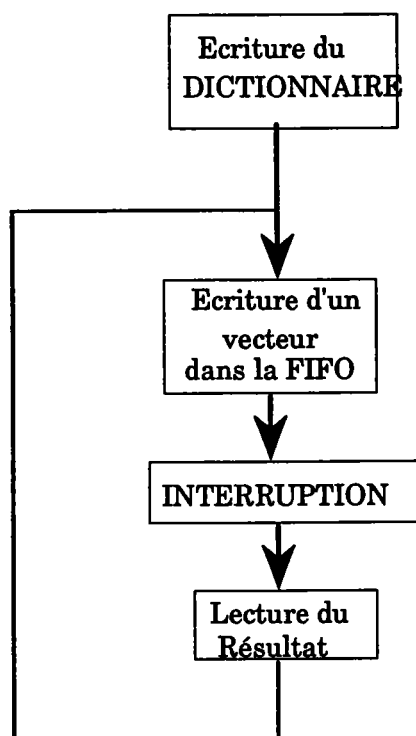 Ecriture du
DICTIONNAIRE
Ecriture d'un
vecteur
dans la FIFO
INTERRUPTION
Lecture du
Résultat